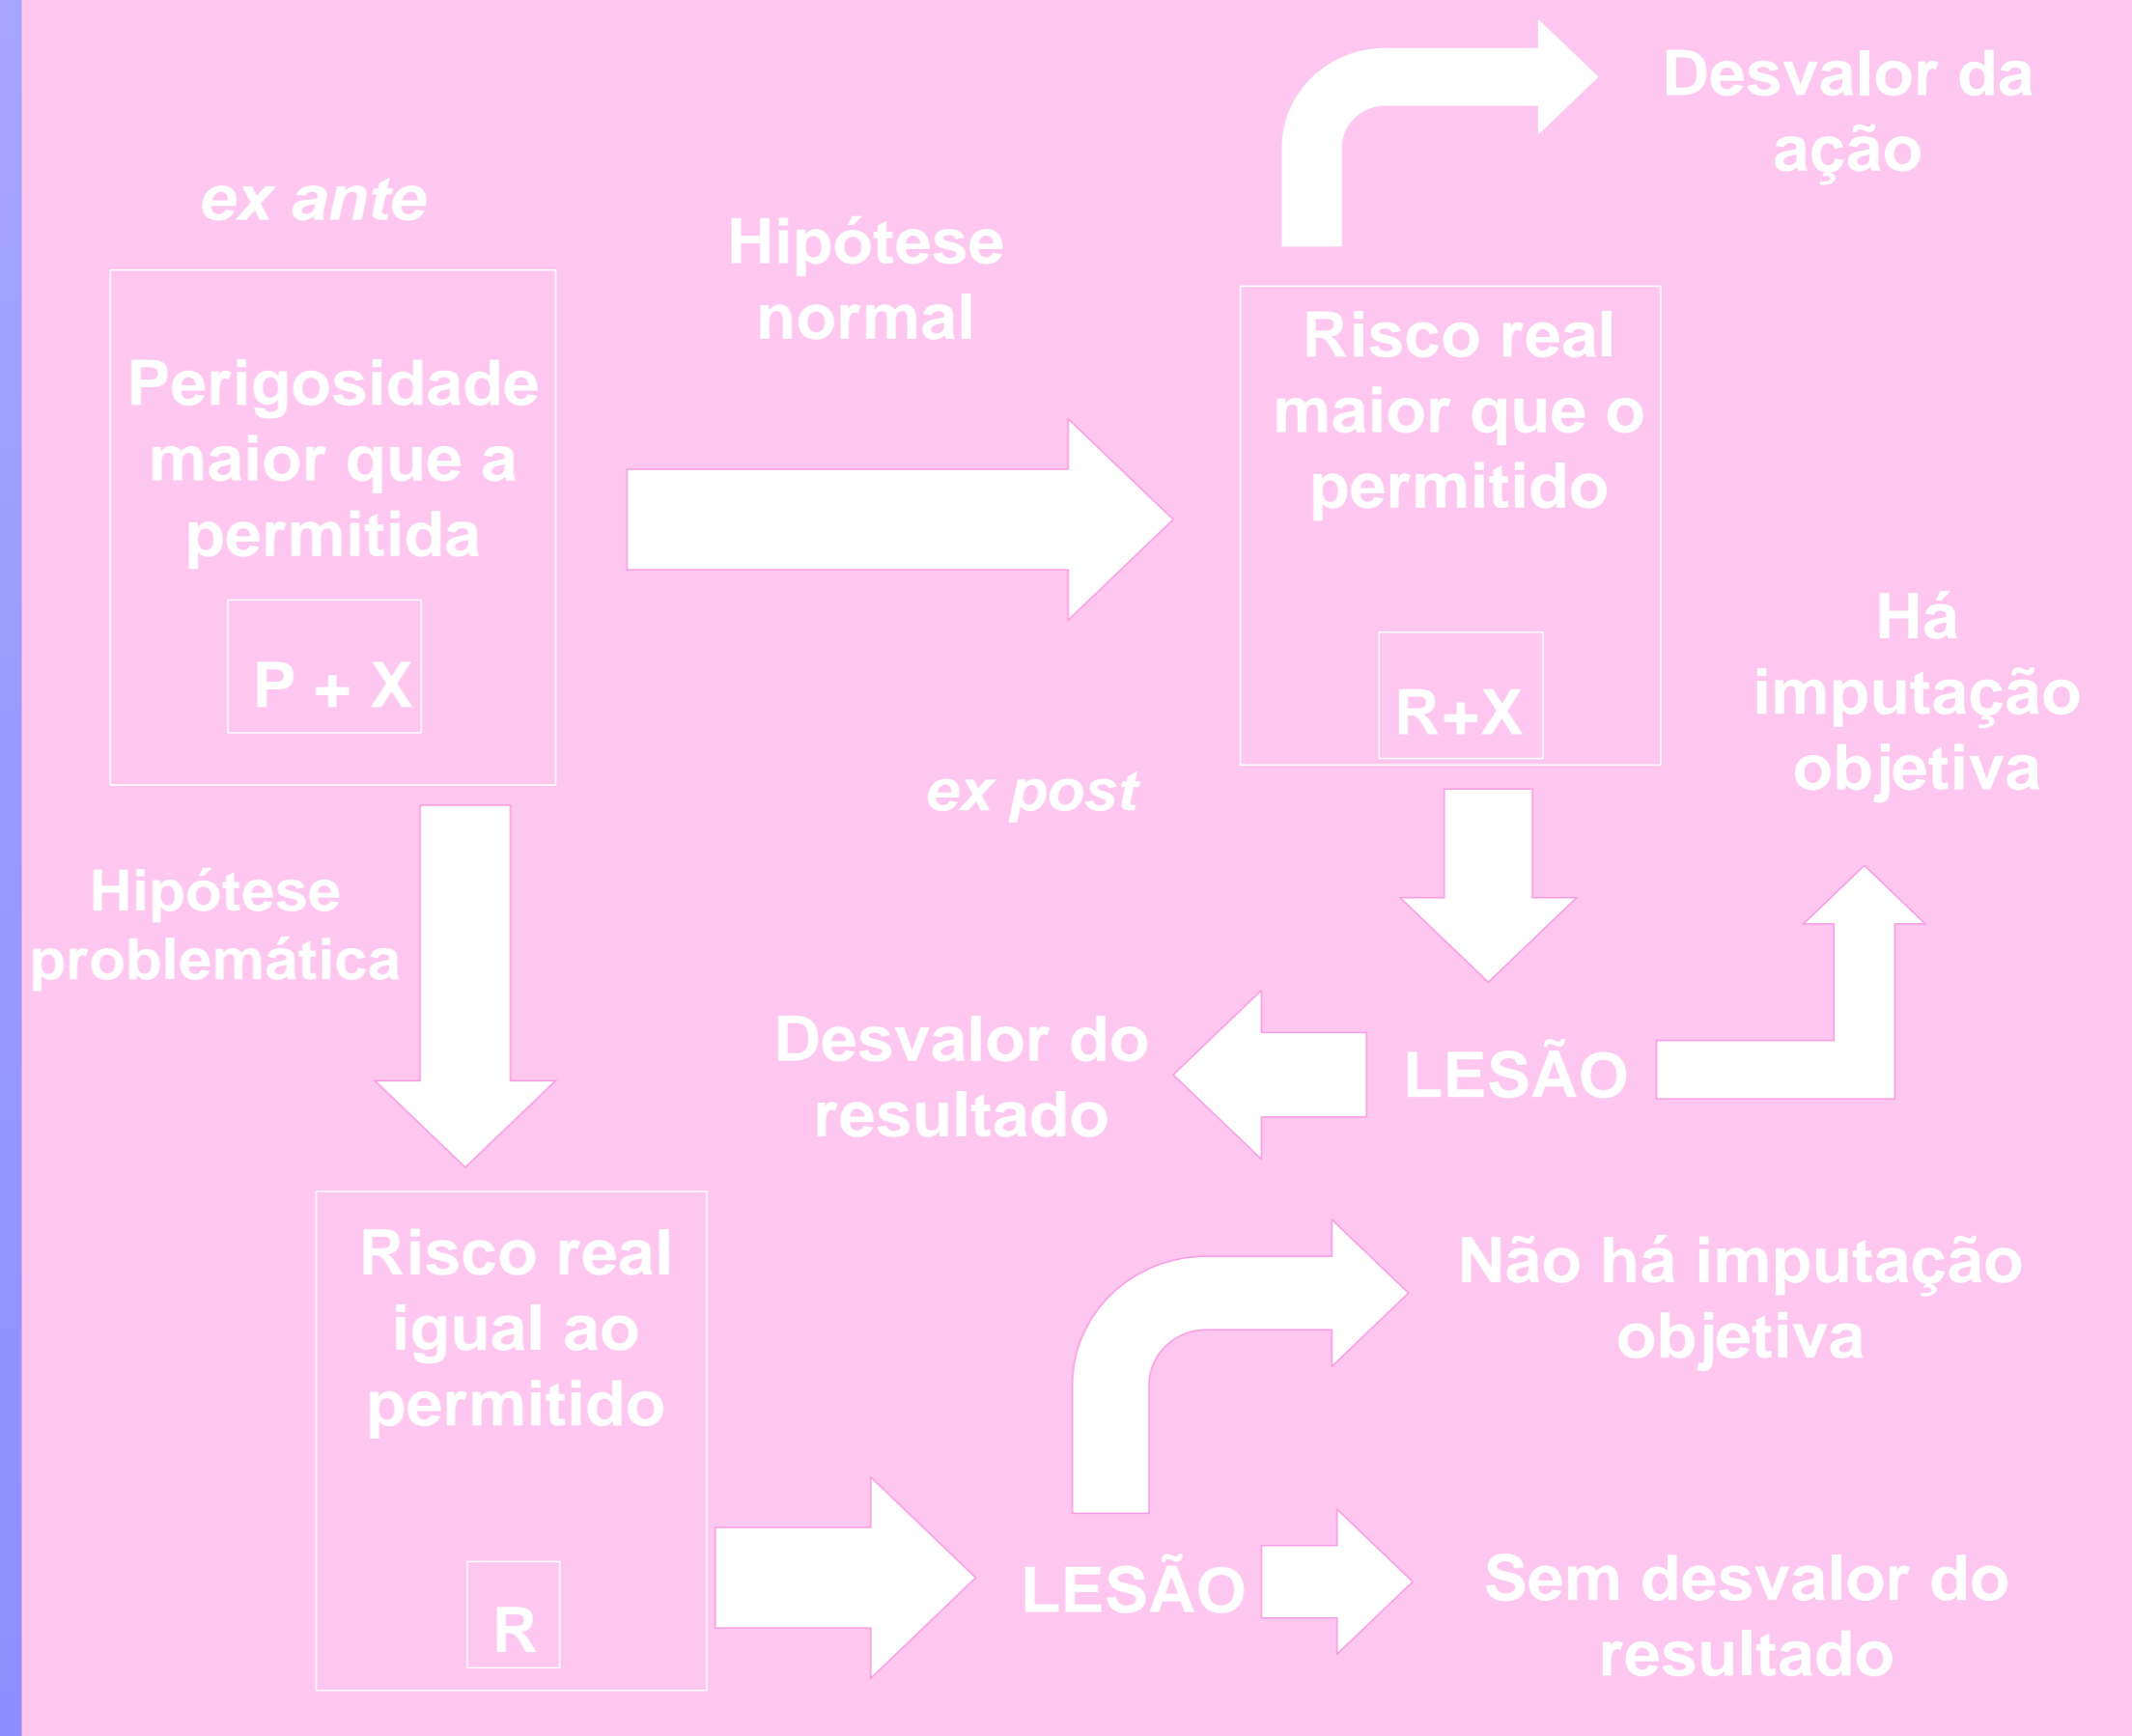 ex ante
Perigosidade
maior que a
permitida
P + X
Hipótese
normal
Desvalor da
ação
Risco real
maior que o
permitido
R+X
Há
imputação
objetiva
ex post
Hipótese
problemática
Desvalor do
resultado
LESÃO
Risco real
igual ao
permitido
R
LESÃO
Não há imputação
objetiva
Sem desvalor do
resultado